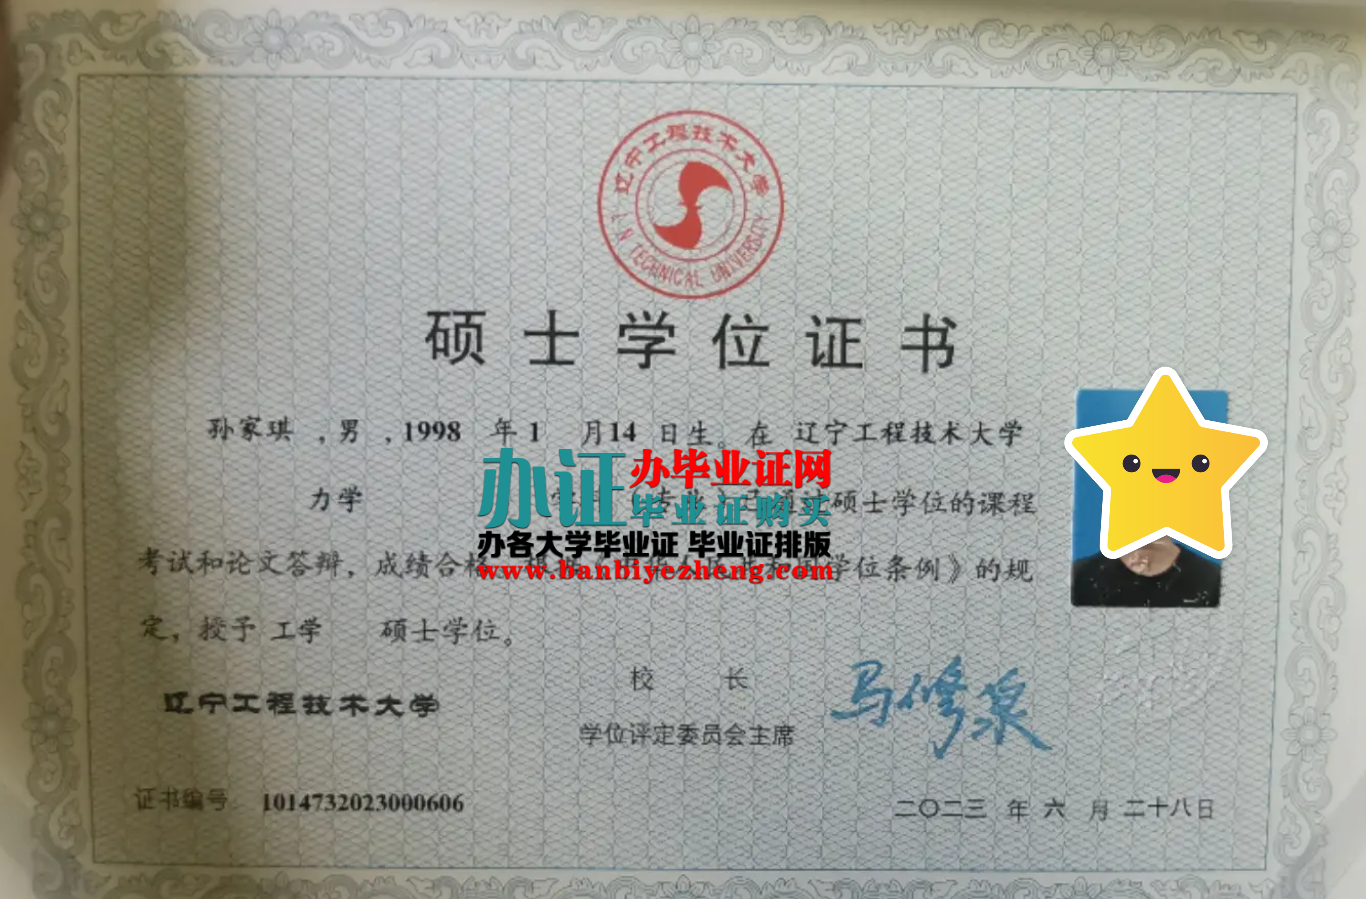 辽宁工程技术大学
L N TECHNICAL UNIVERSITY
硕士学位证书
孙家琪 ,男 ,1998 年1 月14 日生。在 辽宁工程技术大学
力学 硕士学位的课程
办证 办毕业证网
毕业证购买
办各大学毕业证 毕业证排版
www.banbiyezheng.com
考试和论文答辩，成绩合 学位条例》的规
定，授予 工学 硕士学位。
校 长
马修泉
辽宁工程技术大学
学位评定委员会主席
证书编号 1014732023000606
二〇二三 年 六 月 二十八日